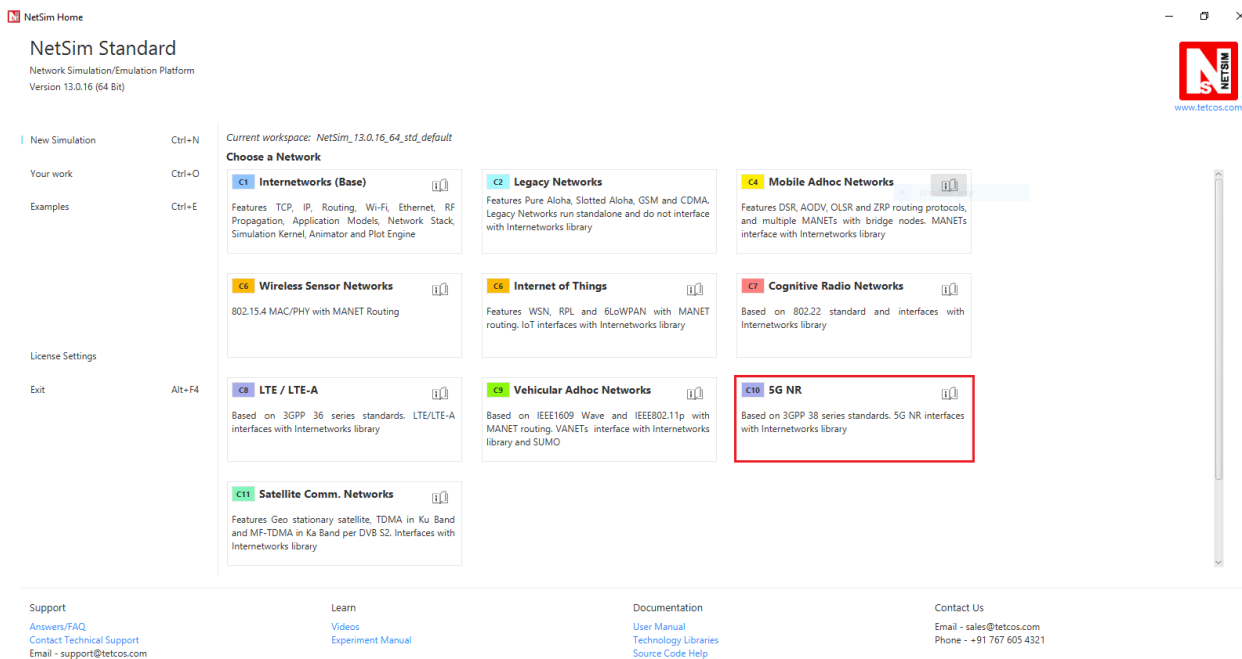 NetSim Home
NetSim Standard
Network Simulation/Emulation Platform
Version 13.0.16 (64 Bit)
NETSIM
www.tetcos.com
New Simulation Ctrl+N
Your work Ctrl+O
Examples Ctrl+E
License Settings
Exit Alt+F4
Current workspace: NetSim_13.0.16_64_std_default
Choose a Network
C1 Internetworks (Base)
Features TCP, IP, Routing, Wi-Fi, Ethernet, RF
Propagation, Application Models, Network Stack,
Simulation Kernel, Animator and Plot Engine
C2 Legacy Networks
Features Pure Aloha, Slotted Aloha, GSM and CDMA.
Legacy Networks run standalone and do not interface
with Internetworks library
C4 Mobile Adhoc Networks
Features DSR, AODV, OLSR and ZRP routing protocols,
and multiple MANETs with bridge nodes. MANETs
interface with Internetworks library
C6 Wireless Sensor Networks
802.15.4 MAC/PHY with MANET Routing
C6 Internet of Things
Features WSN, RPL and 6LoWPAN with MANET
routing. IoT interfaces with Internetworks library
C7 Cognitive Radio Networks
Based on 802.22 standard and interfaces with
Internetworks library
C8 LTE / LTE-A
Based on 3GPP 36 series standards. LTE/LTE-A
interfaces with Internetworks library
C9 Vehicular Adhoc Networks
Based on IEEE1609 Wave and IEEE802.11p with
MANET routing. VANETs interface with Internetworks
library and SUMO
C10 5G NR
Based on 3GPP 38 series standards. 5G NR interfaces
with Internetworks library
C11 Satellite Comm. Networks
Features Geo stationary satellite, TDMA in Ku Band
and MF-TDMA in Ka Band per DVB S2. Interfaces with
Internetworks library
Support
Answers/FAQ
Contact Technical Support
Email - support@tetcos.com
Learn
Videos
Experiment Manual
Documentation
User Manual
Technology Libraries
Source Code Help
Contact Us
Email - sales@tetcos.com
Phone - +91 767 605 4321